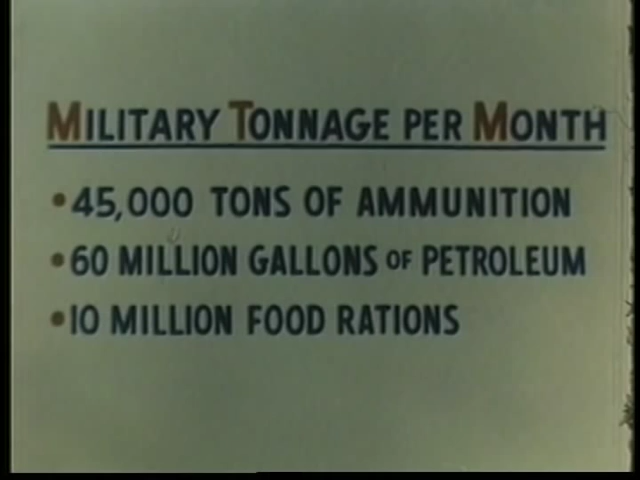 MILITARY TONNAGE PER MONTH
• 45,000 TONS OF AMMUNITION
• 60 MILLION GALLONS OF PETROLEUM
• 10 MILLION FOOD RATIONS